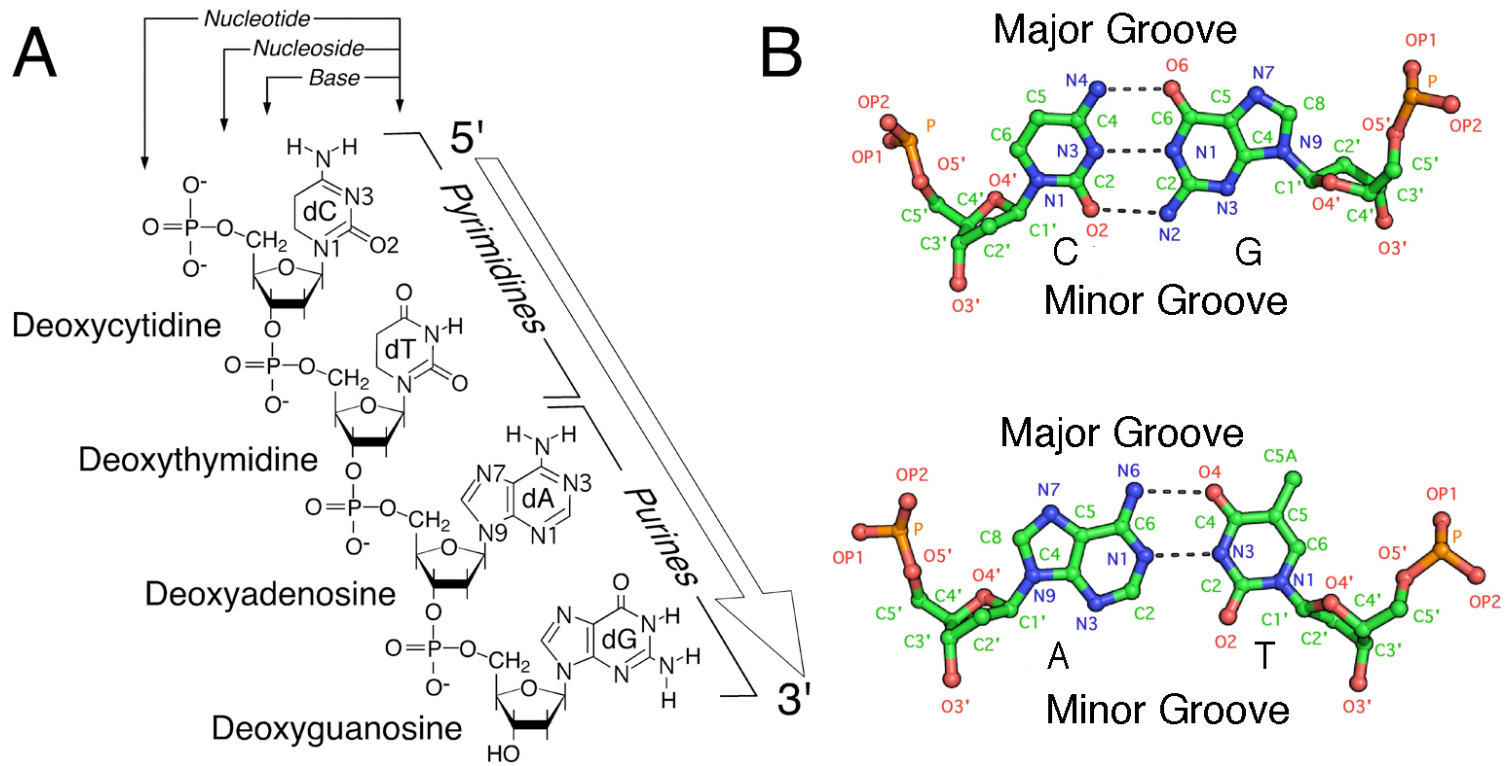 A
Nucleotide
Nucleoside
Base
5'
Pyrimidines
Purines
3'
H H
N
N3
dC
N1
O2
O-
O=P-O
O-
CH2
O
Deoxycytidine
O
O
N-H
dT
N
O
O=P-O
O-
CH2
O
Deoxythymidine
O
H H
N
N7
N3
dA
N9
N1
O=P-O
O-
CH2
O
Deoxyadenosine
O
O
N
N-H
dG
N
N
N-H
H
O=P-O
O-
CH2
O
Deoxyguanosine
HO
B
Major Groove
OP2
P
OP1
O5'
C5'
C4'
O4'
C3'
C2'
C1'
O3'
N4
C5
C4
C6
N3
C2
N1
O2
O6
N7
C5
C8
C6
C4
N9
N1
C2
N3
N2
OP1
P
OP2
O5'
C2'
C5'
C1'
O4'
C3'
C4'
O3'
C G
Minor Groove
Major Groove
OP2
P
OP1
O5'
C5'
C4'
O4'
C3'
C2'
C1'
O3'
N6
N7
C5
C6
C8
C4
N1
N9
N3
C2
C5A
O4
C4
C5
N3
C6
C2
N1
O2
OP1
P
OP2
O5'
O4'
C4'
C5'
C1'
C2'
C3'
O3'
A T
Minor Groove